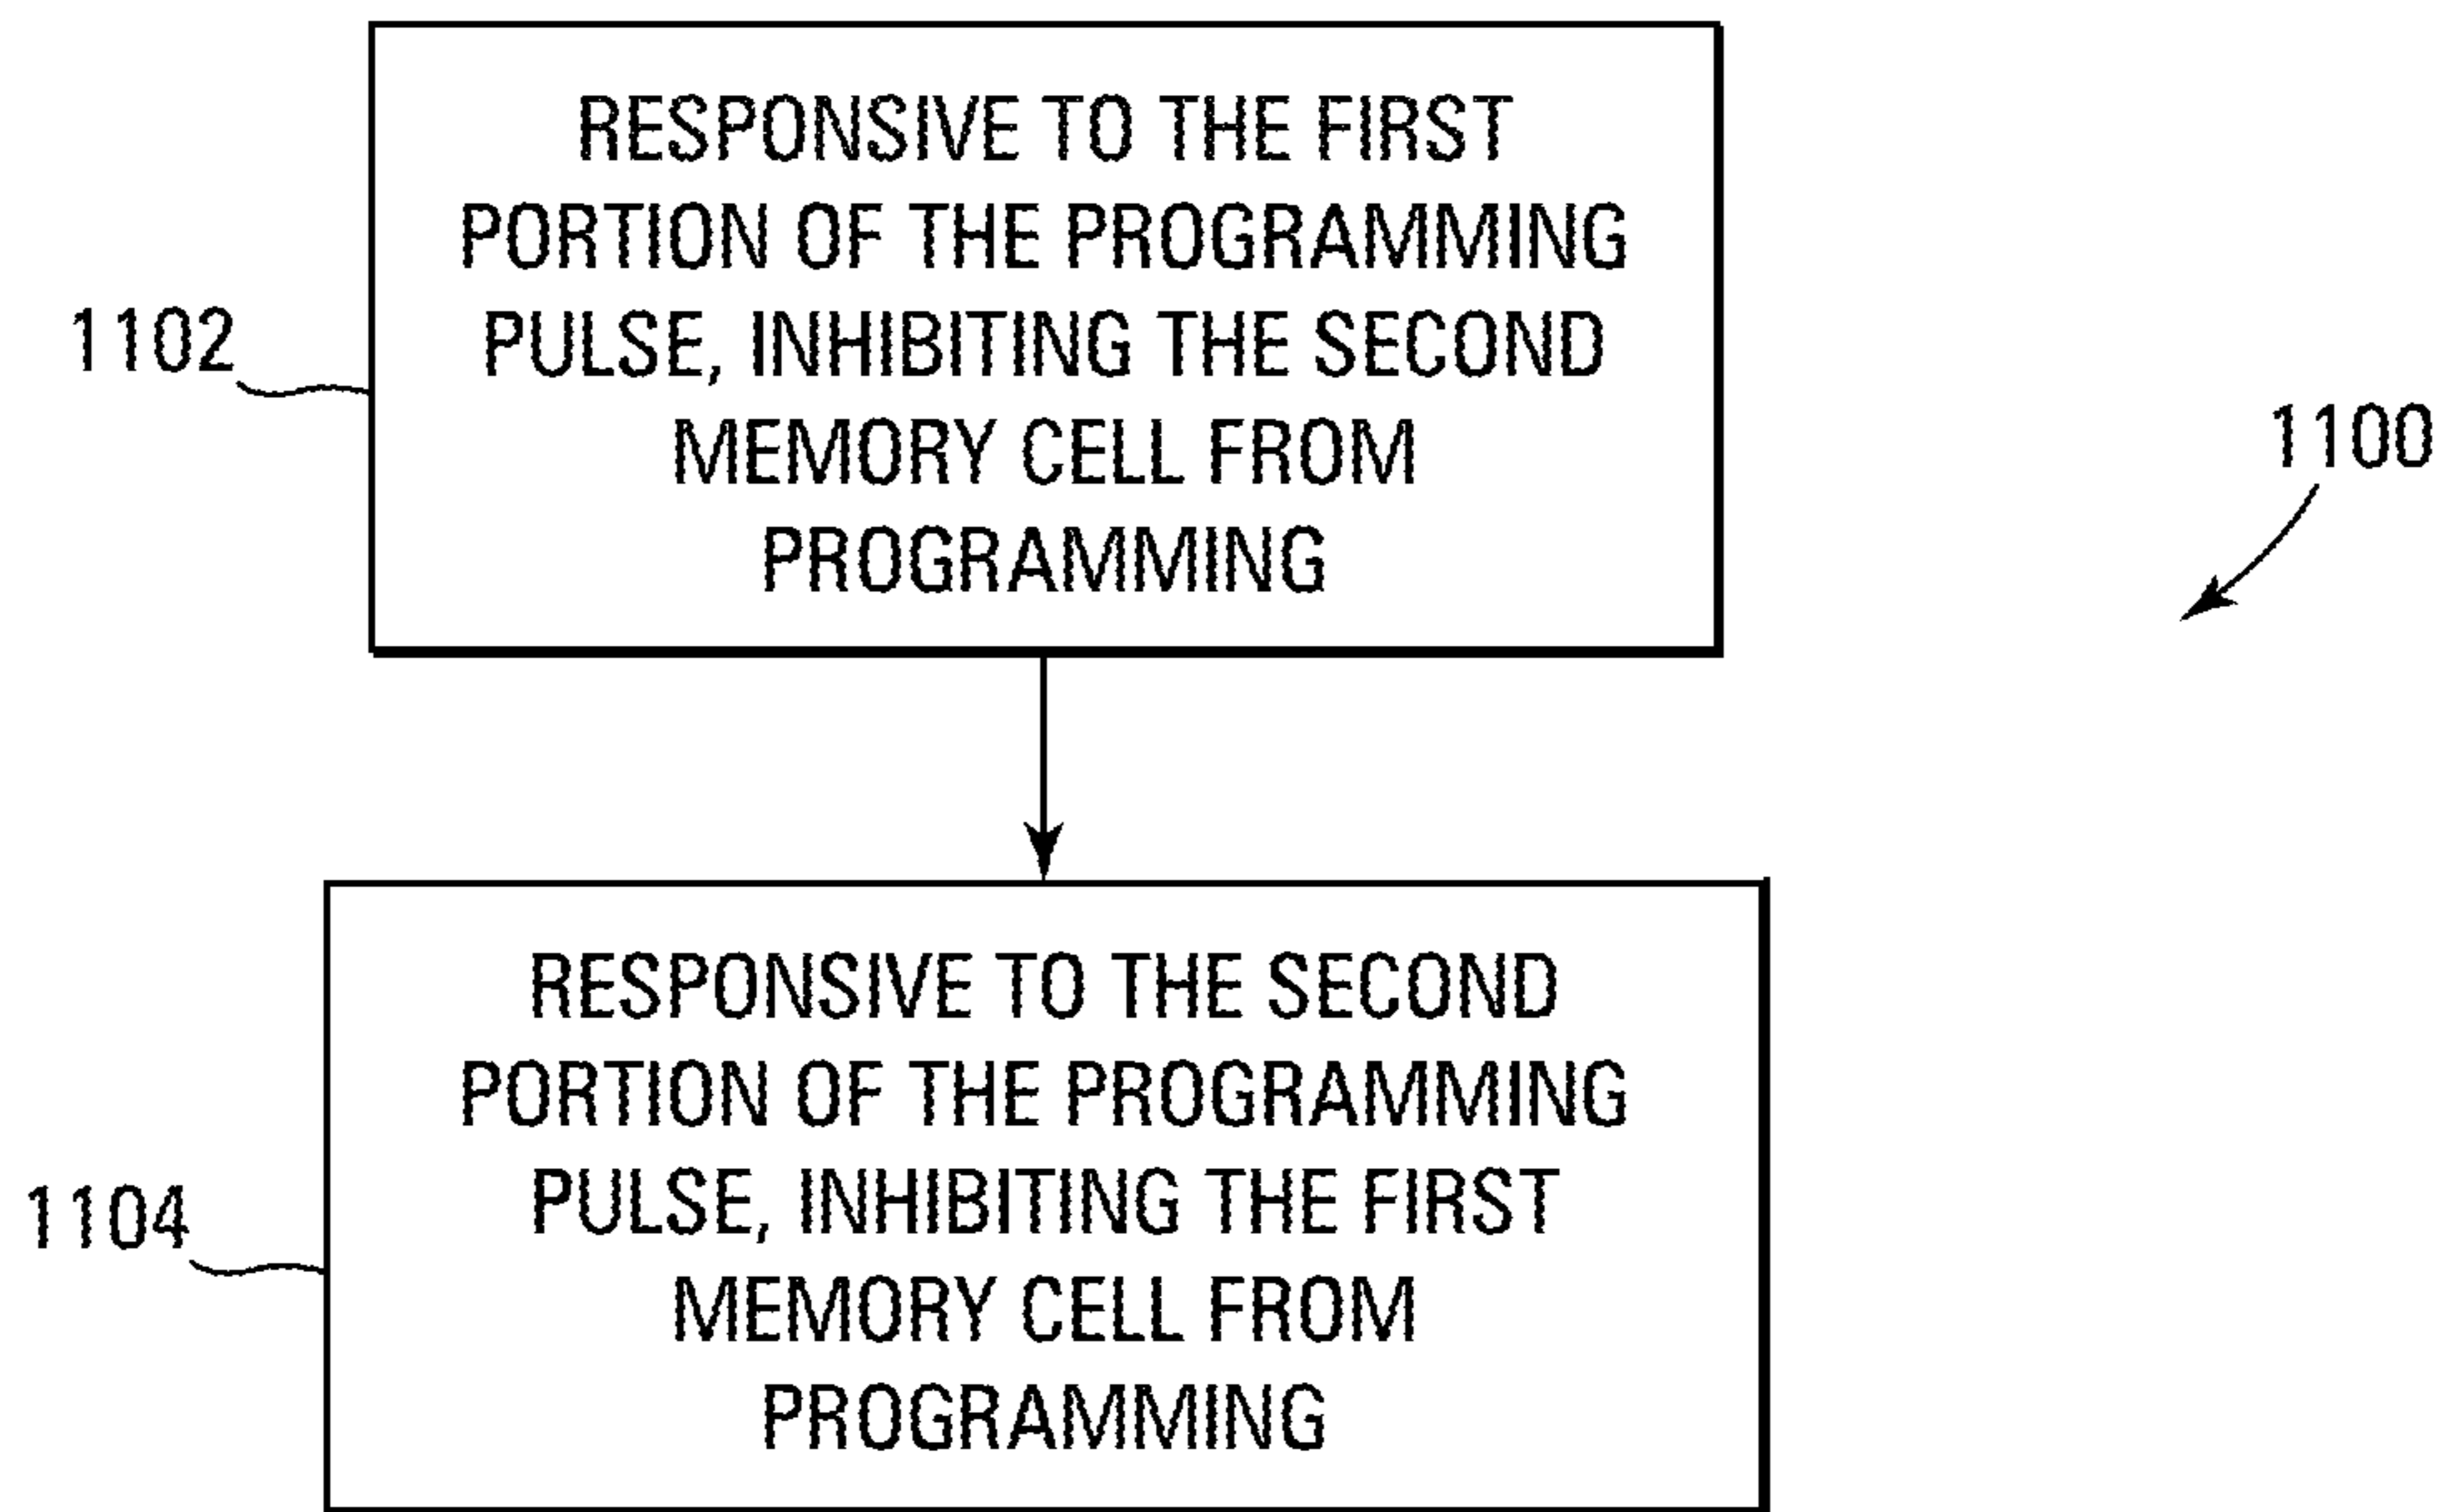 RESPONSIVE TO THE FIRST
PORTION OF THE PROGRAMMING
PULSE, INHIBITING THE SECOND
MEMORY CELL FROM
PROGRAMMING
1102
1100
RESPONSIVE TO THE SECOND
PORTION OF THE PROGRAMMING
PULSE, INHIBITING THE FIRST
MEMORY CELL FROM
PROGRAMMING
1104